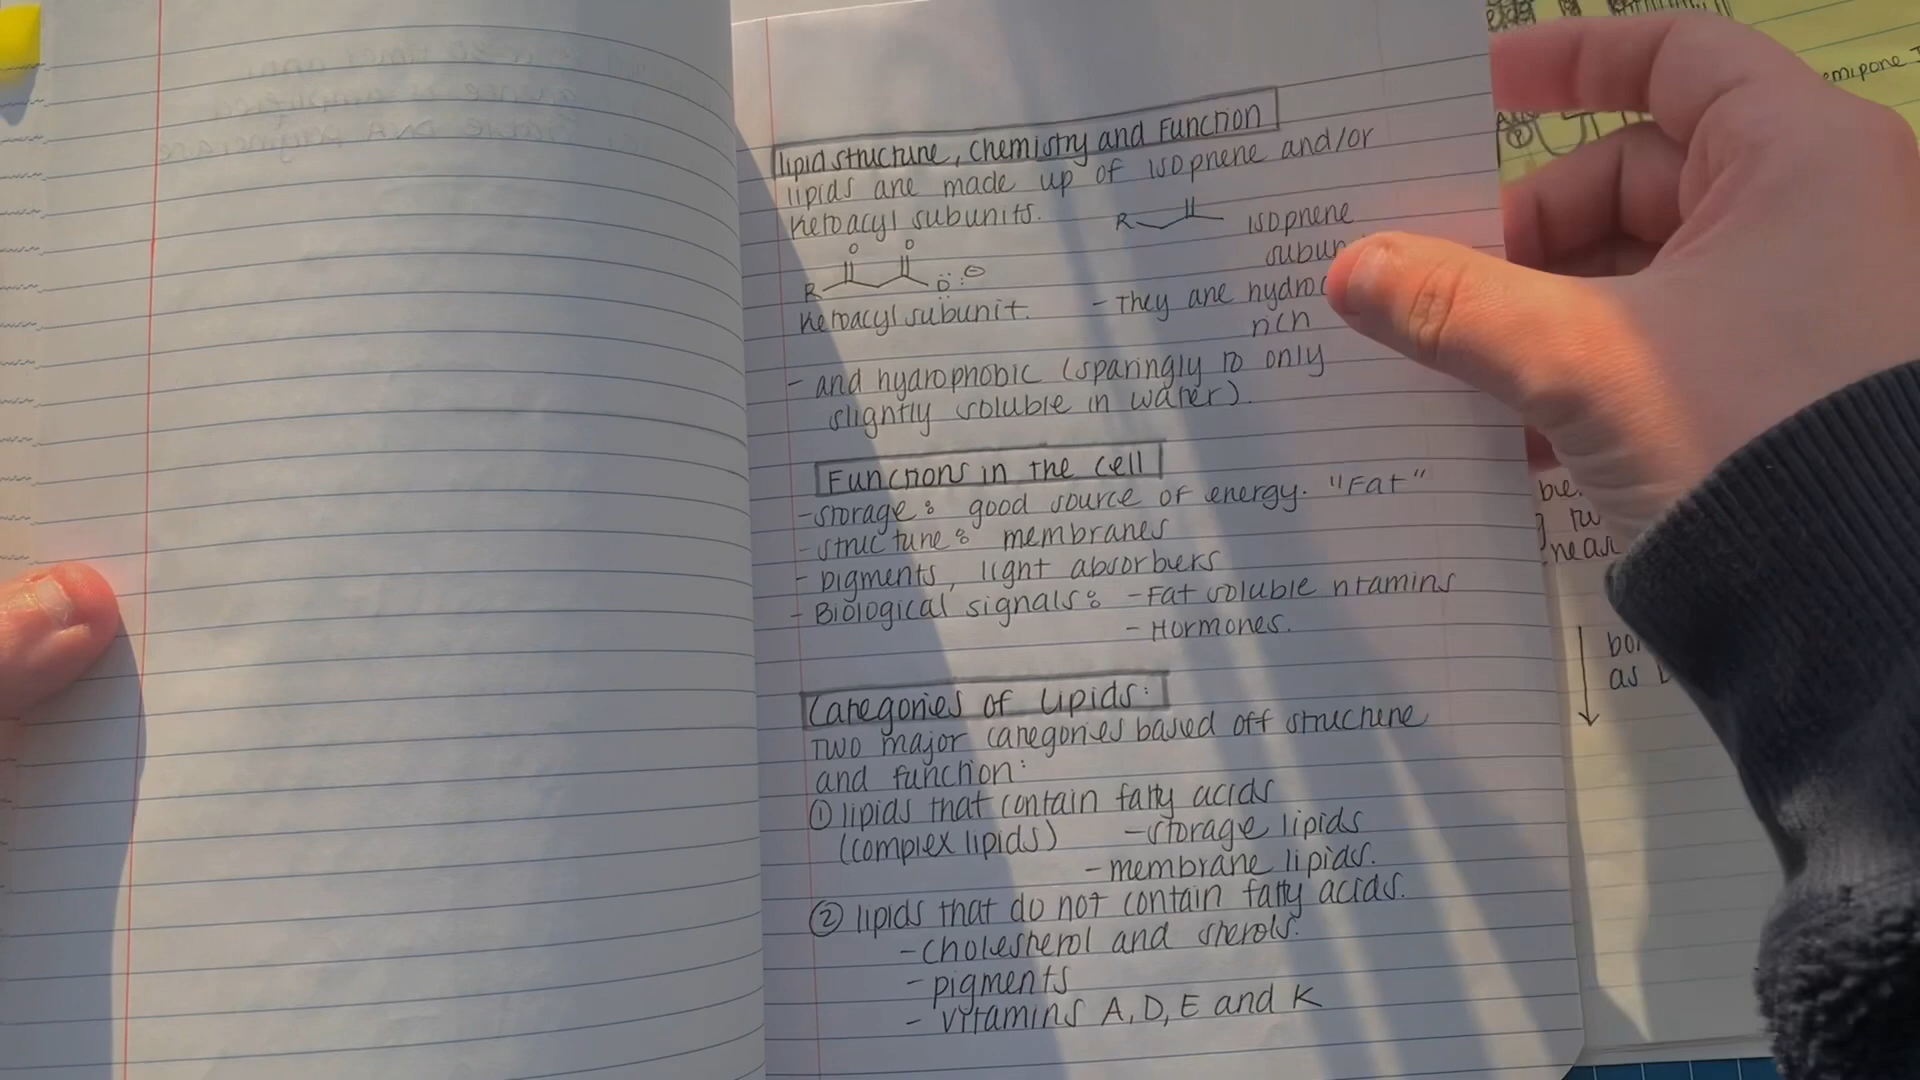 lipid structure, chemistry and Function
lipids are made up of isoprene and/or
ketoacyl subunits.
R
isoprene
subun
O O
R O: ⊖
ketoacyl subunit.
- They are hydroc
rich
- and hydrophobic (sparingly to only
slightly soluble in water).
Functions in the cell
- storage: good source of energy. "Fat"
- structure: membranes
- pigments, light absorbers
- Biological signals: - Fat soluble vitamins
- Hormones.
Categories of Lipids:
Two major categories based off structure
and function:
① lipids that contain fatty acids
(complex lipids) - storage lipids
- membrane lipids.
② lipids that do not contain fatty acids.
- cholesterol and sterols.
- pigments
- vitamins A, D, E and K
near
as